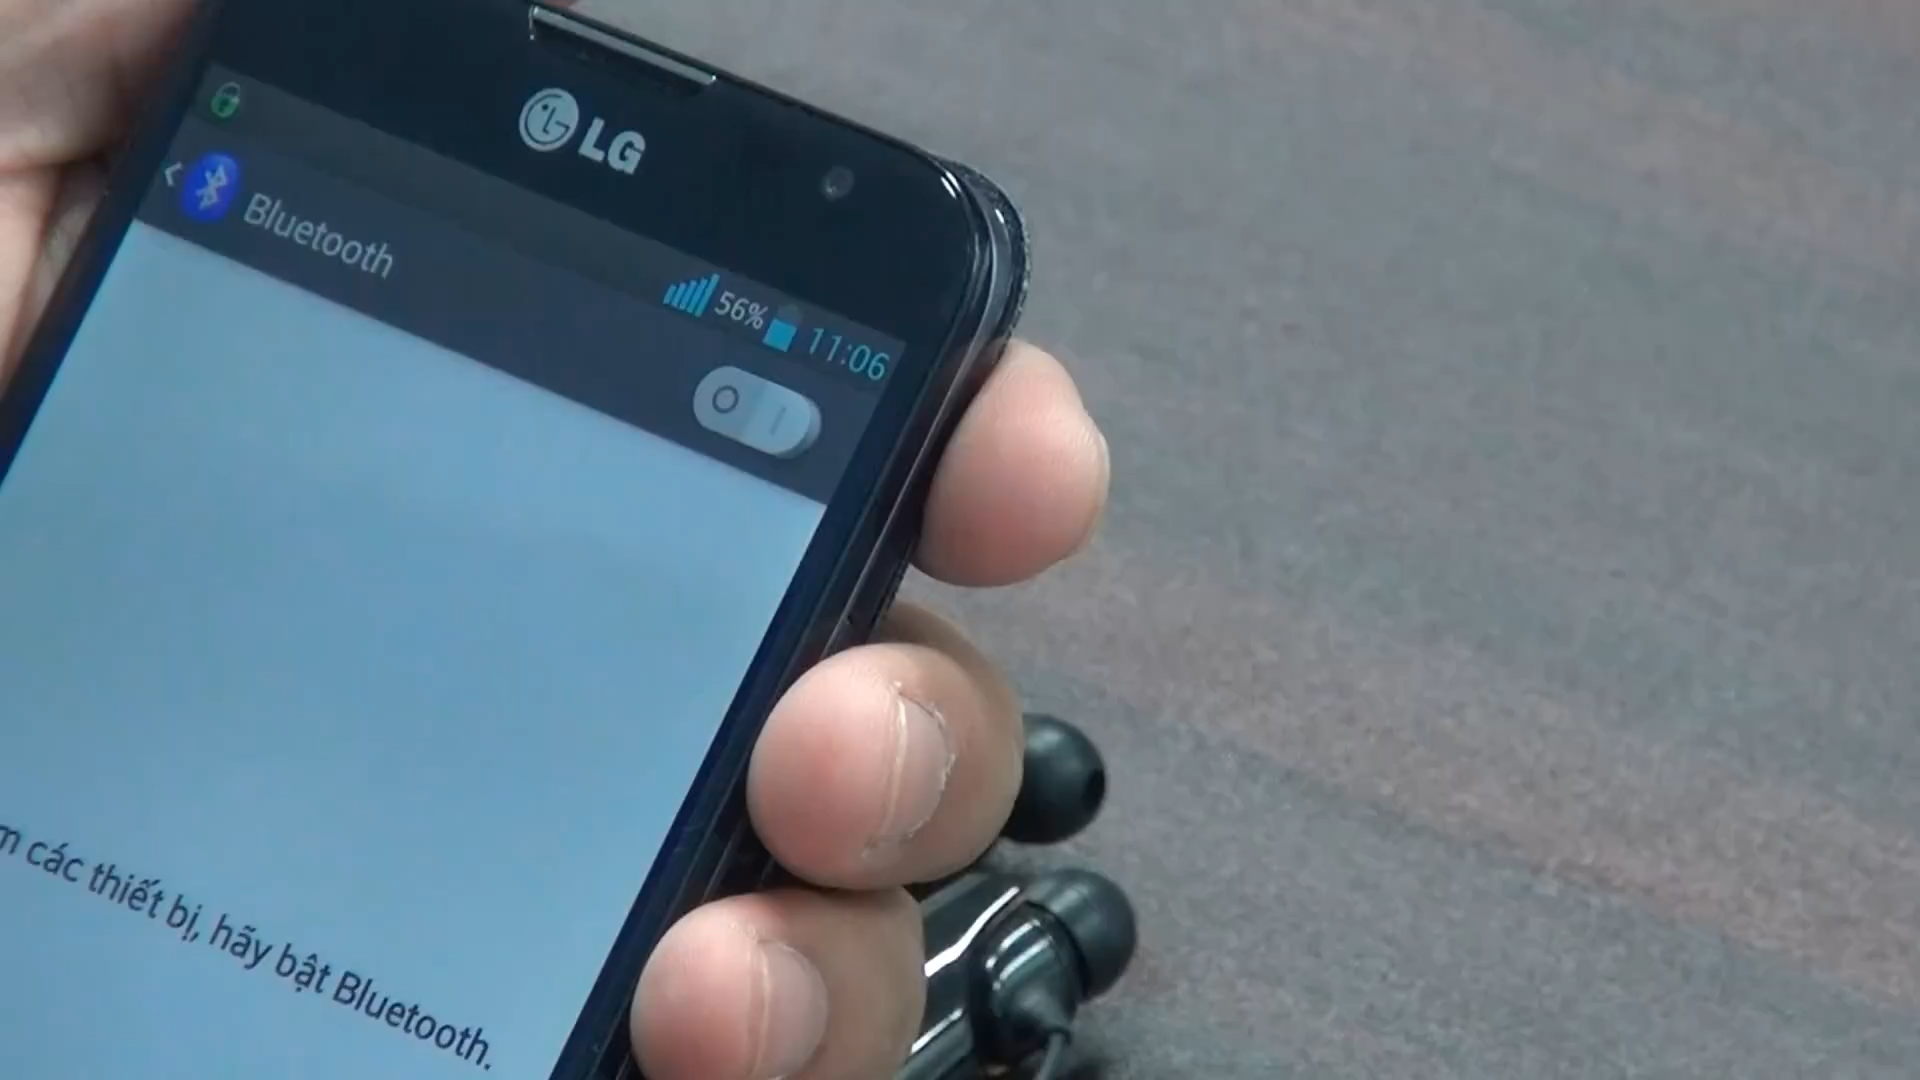 LG
56% 11:06
Bluetooth
các thiết bị, hãy bật Bluetooth.